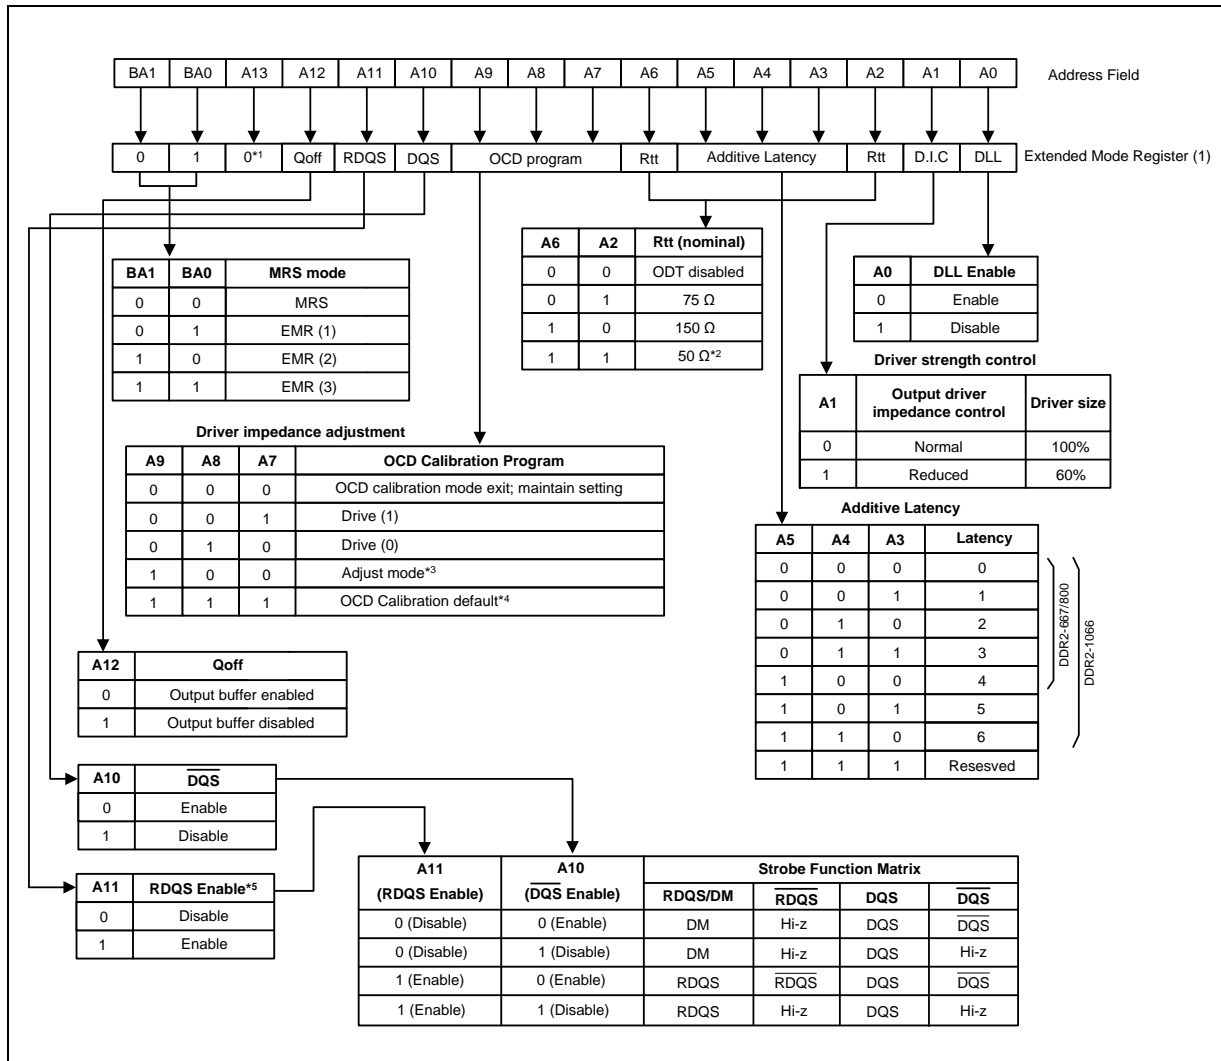 BA1 BA0 A13 A12 A11 A10 A9 A8 A7 A6 A5 A4 A3 A2 A1 A0 Address Field
0 1 0*1 Qoff RDQS DQS OCD program Rtt Additive Latency Rtt D.I.C DLL Extended Mode Register (1)
BA1 BA0 MRS mode
0 0 MRS
0 1 EMR (1)
1 0 EMR (2)
1 1 EMR (3)
A6 A2 Rtt (nominal)
0 0 ODT disabled
0 1 75 Ω
1 0 150 Ω
1 1 50 Ω*2
A0 DLL Enable
0 Enable
1 Disable
Driver strength control
A1 Output driver impedance control Driver size
0 Normal 100%
1 Reduced 60%
Driver impedance adjustment
A9 A8 A7 OCD Calibration Program
0 0 0 OCD calibration mode exit; maintain setting
0 0 1 Drive (1)
0 1 0 Drive (0)
1 0 0 Adjust mode*3
1 1 1 OCD Calibration default*4
Additive Latency
A5 A4 A3 Latency
0 0 0 0
0 0 1 1
0 1 0 2
0 1 1 3
1 0 0 4
1 0 1 5
1 1 0 6
1 1 1 Resesved
DDR2-667/800
DDR2-1066
A12 Qoff
0 Output buffer enabled
1 Output buffer disabled
A10 D̅Q̅S̅
0 Enable
1 Disable
A11 RDQS Enable*5
0 Disable
1 Enable
A11 (RDQS Enable) A10 (D̅Q̅S̅ Enable) Strobe Function Matrix
RDQS/DM R̅D̅Q̅S̅ DQS D̅Q̅S̅
0 (Disable) 0 (Enable) DM Hi-z DQS D̅Q̅S̅
0 (Disable) 1 (Disable) DM Hi-z DQS Hi-z
1 (Enable) 0 (Enable) RDQS R̅D̅Q̅S̅ DQS D̅Q̅S̅
1 (Enable) 1 (Disable) RDQS Hi-z DQS Hi-z